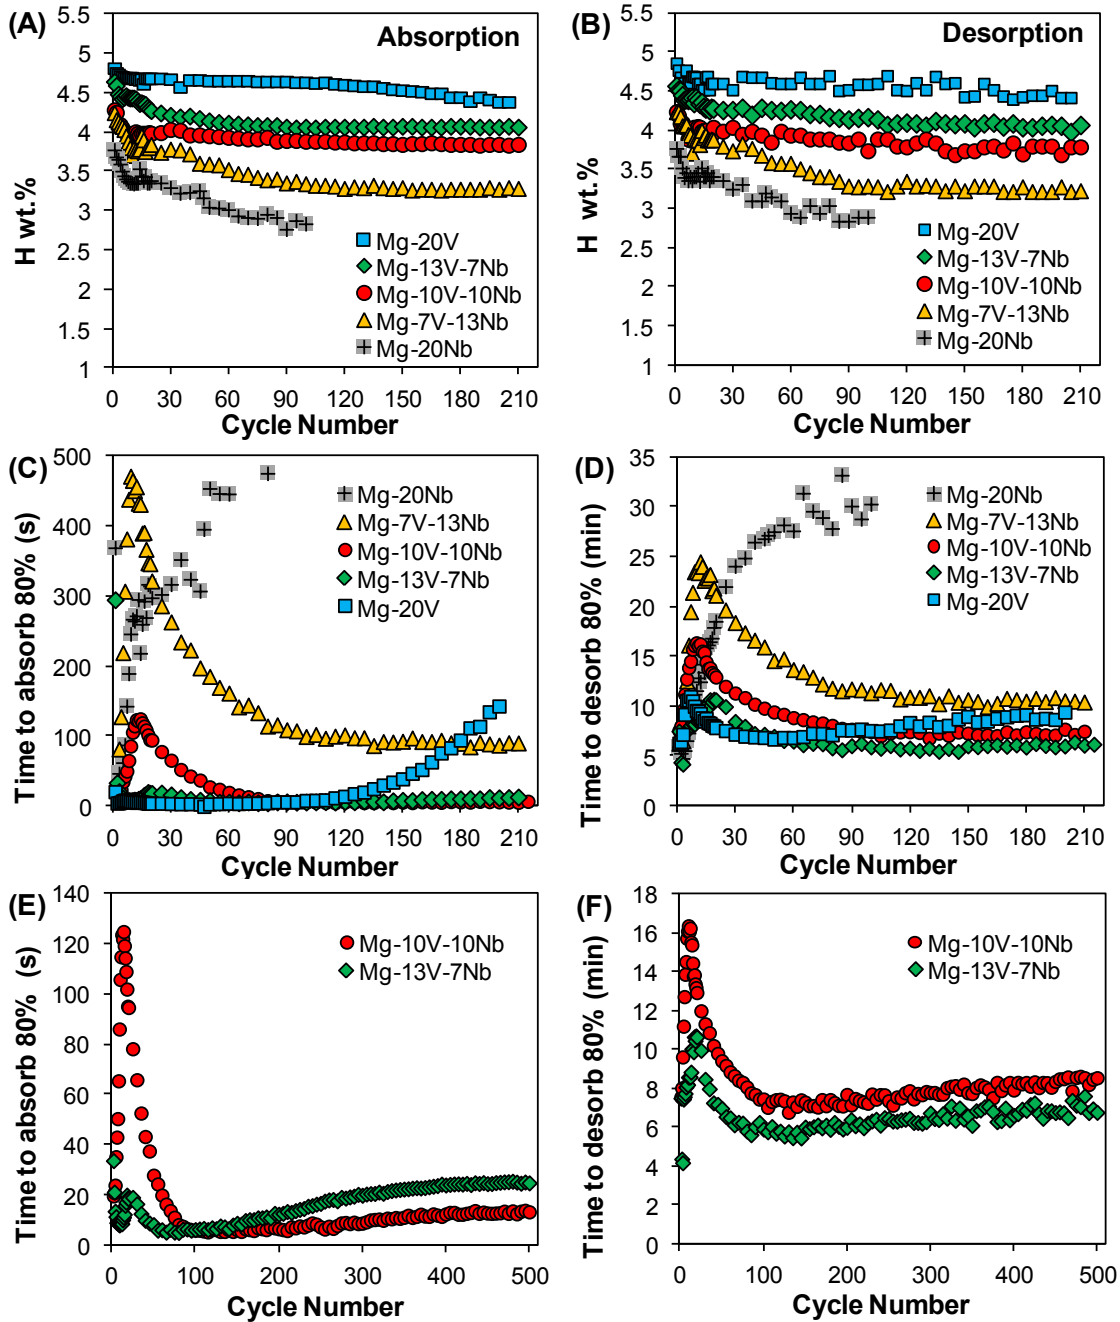 (A)
Absorption
H wt.%
5.5
5
4.5
4
3.5
3
2.5
2
1.5
1
Mg-20V
Mg-13V-7Nb
Mg-10V-10Nb
Mg-7V-13Nb
Mg-20Nb
0 30 60 90 120 150 180 210
Cycle Number
(B)
Desorption
H wt.%
5.5
5
4.5
4
3.5
3
2.5
2
1.5
1
Mg-20V
Mg-13V-7Nb
Mg-10V-10Nb
Mg-7V-13Nb
Mg-20Nb
0 30 60 90 120 150 180 210
Cycle Number
(C)
Time to absorb 80% (s)
500
400
300
200
100
0
Mg-20Nb
Mg-7V-13Nb
Mg-10V-10Nb
Mg-13V-7Nb
Mg-20V
0 30 60 90 120 150 180 210
Cycle Number
(D)
Time to desorb 80% (min)
35
30
25
20
15
10
5
0
Mg-20Nb
Mg-7V-13Nb
Mg-10V-10Nb
Mg-13V-7Nb
Mg-20V
0 30 60 90 120 150 180 210
Cycle Number
(E)
Time to absorb 80% (s)
140
120
100
80
60
40
20
0
Mg-10V-10Nb
Mg-13V-7Nb
0 100 200 300 400 500
Cycle Number
(F)
Time to desorb 80% (min)
18
16
14
12
10
8
6
4
2
0
Mg-10V-10Nb
Mg-13V-7Nb
0 100 200 300 400 500
Cycle Number